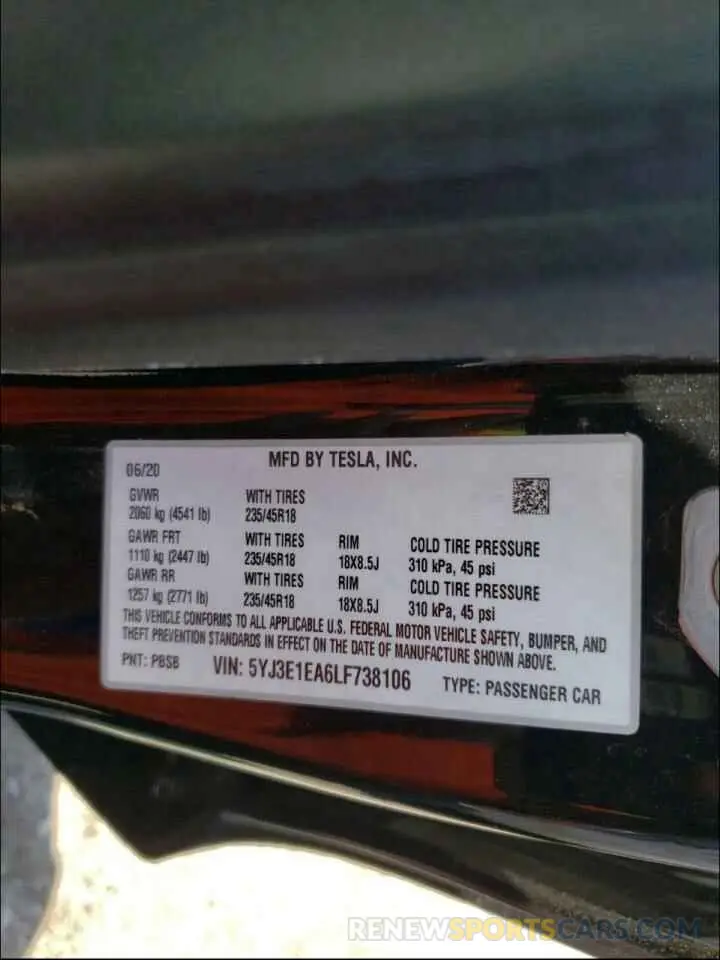 06/20 MFD BY TESLA, INC.
GVWR WITH TIRES
2060 kg (4541 lb) 235/45R18
GAWR FRT WITH TIRES RIM COLD TIRE PRESSURE
1110 kg (2447 lb) 235/45R18 18X8.5J 310 kPa, 45 psi
GAWR RR WITH TIRES RIM COLD TIRE PRESSURE
1257 kg (2771 lb) 235/45R18 18X8.5J 310 kPa, 45 psi
THIS VEHICLE CONFORMS TO ALL APPLICABLE U.S. FEDERAL MOTOR VEHICLE SAFETY, BUMPER, AND
THEFT PREVENTION STANDARDS IN EFFECT ON THE DATE OF MANUFACTURE SHOWN ABOVE.
PNT: PBSB VIN: 5YJ3E1EA6LF738106 TYPE: PASSENGER CAR
RENEWSPORTSCARS.COM